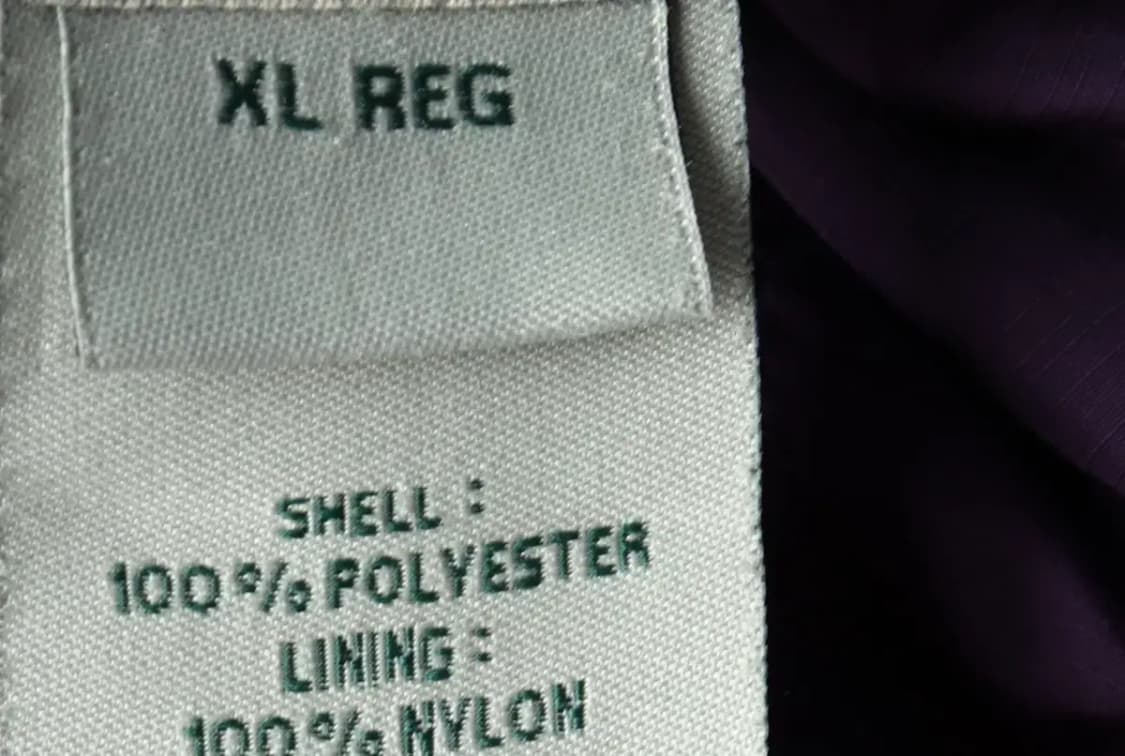 XL REG
SHELL :
100% POLYESTER
LINING :
100% NYLON